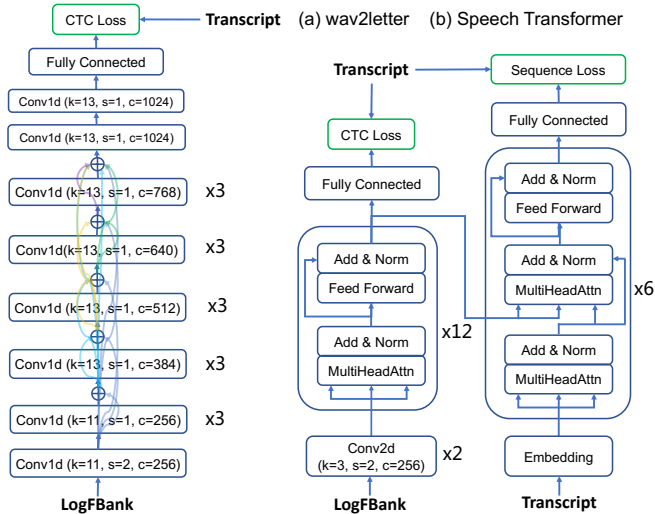 CTC Loss
Transcript
(a) wav2letter
(b) Speech Transformer
Fully Connected
Conv1d (k=13, s=1, c=1024)
Conv1d (k=13, s=1, c=1024)
Conv1d (k=13, s=1, c=768)
x3
Conv1d(k=13, s=1, c=640)
x3
Conv1d (k=13, s=1, c=512)
x3
Conv1d (k=13, s=1, c=384)
x3
Conv1d (k=11, s=1, c=256)
x3
Conv1d (k=11, s=2, c=256)
LogFBank
Transcript
CTC Loss
Fully Connected
Add & Norm
Feed Forward
Add & Norm
MultiHeadAttn
x12
Conv2d
(k=3, s=2, c=256)
x2
LogFBank
Sequence Loss
Fully Connected
Add & Norm
Feed Forward
Add & Norm
MultiHeadAttn
x6
Add & Norm
MultiHeadAttn
Embedding
Transcript